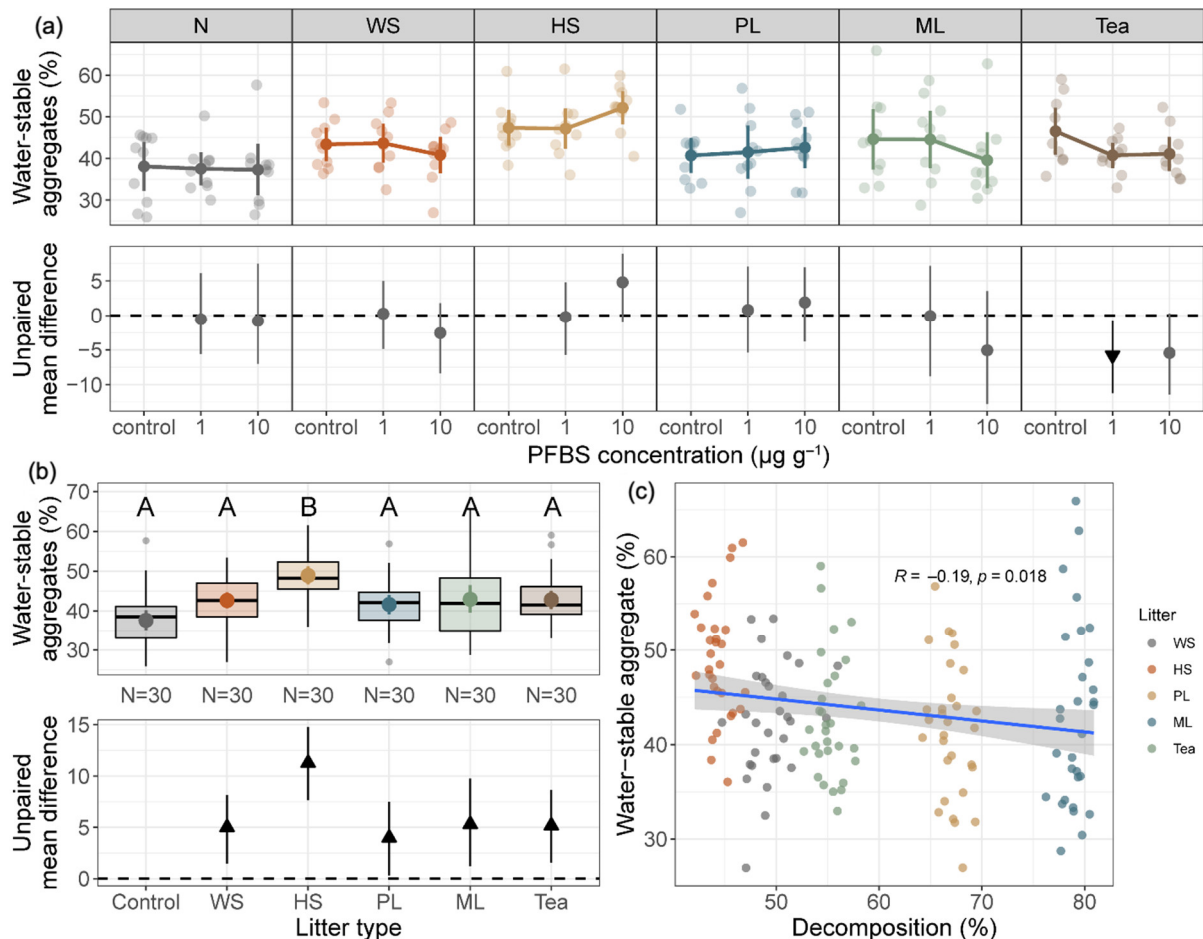 (a)
N WS HS PL ML Tea
Water-stable
aggregates (%)
60
50
40
30
Unpaired
mean difference
5
0
−5
−10
control 1 10 control 1 10 control 1 10 control 1 10 control 1 10 control 1 10
PFBS concentration (μg g⁻¹)
(b)
Water-stable
aggregates (%)
70
60
50
40
30
A A B A A A
N=30 N=30 N=30 N=30 N=30 N=30
Unpaired
mean difference
15
10
5
0
Control WS HS PL ML Tea
Litter type
(c)
Water-stable aggregate (%)
60
50
40
30
R = −0.19, p = 0.018
50 60 70 80
Decomposition (%)
Litter
WS
HS
PL
ML
Tea